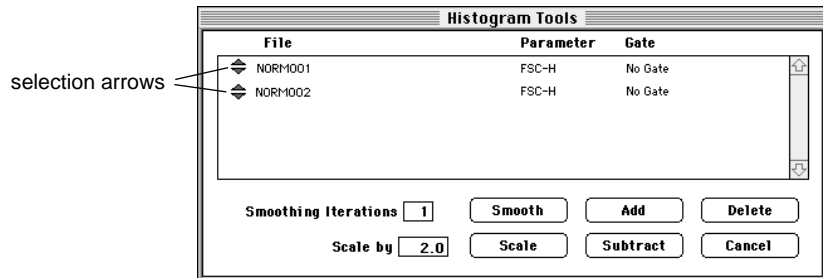 Histogram Tools
File Parameter Gate
selection arrows
NORM001 FSC-H No Gate
NORM002 FSC-H No Gate
Smoothing Iterations 1 Smooth Add Delete
Scale by 2.0 Scale Subtract Cancel